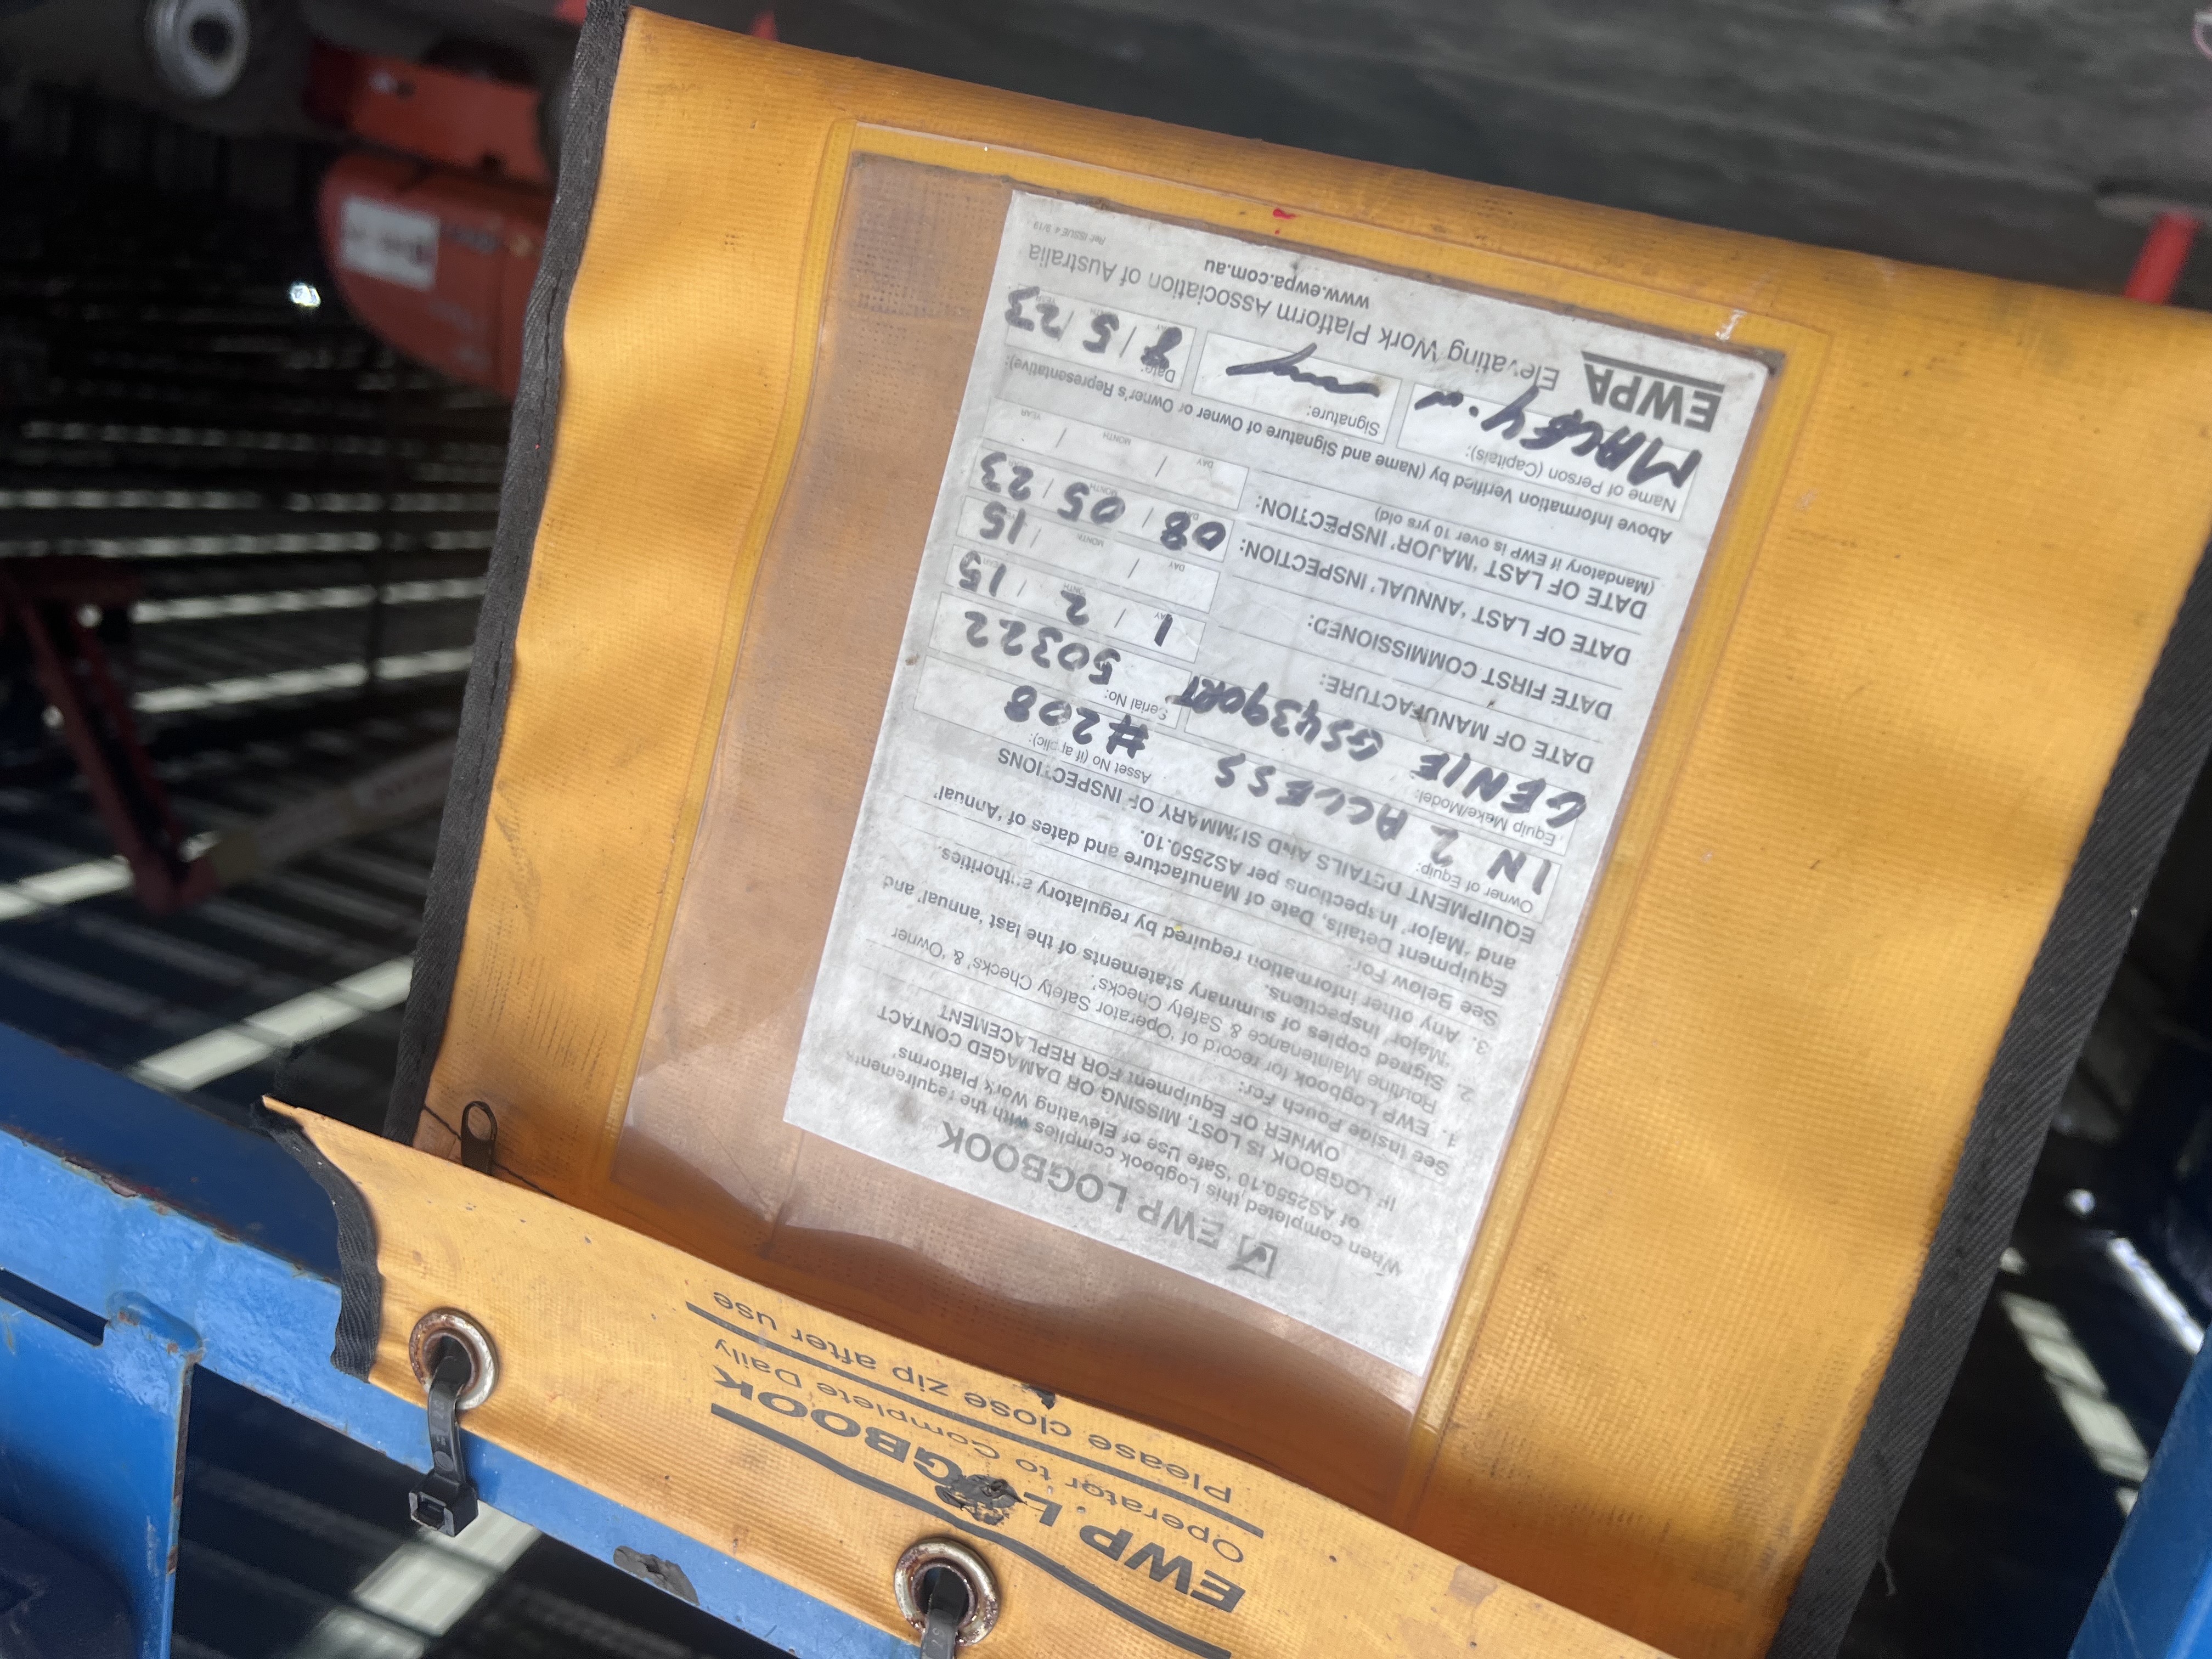 EWP LOGBOOK
Operator to Complete Daily
Please close zip after use
EWP LOGBOOK
When completed this Logbook complies with the requirements
of AS2550.10 'Safe Use of Elevating Work Platforms'
IF LOGBOOK IS LOST, MISSING OR DAMAGED CONTACT
OWNER OF Equipment FOR REPLACEMENT
See Inside Pouch For:
1. EWP Logbook for record of 'Operator Safety Checks' & 'Owner
Routine Maintenance & Safety Checks'.
2. Signed copies of summary statements of the last 'annual' and
'Major' Inspections.
3. Any other information required by regulatory authorities.
See Below For:
Equipment Details, Date of Manufacture and dates of 'Annual'
and 'Major' Inspections per AS2550.10.
EQUIPMENT DETAILS AND SUMMARY OF INSPECTIONS
Owner of Equip: Asset No (if applic):
IN 2 ACCESS #208
Equip Make/Model: Serial No:
GENIE GS4390RT 50322
DATE OF MANUFACTURE: 1 / 2 / 15
DATE FIRST COMMISSIONED: / / 15
DATE OF LAST 'ANNUAL' INSPECTION: 08 / 05 / 23
DATE OF LAST 'MAJOR' INSPECTION: / /
(Mandatory if EWP is over 10 yrs old) DAY MONTH YEAR
Above Information Verified by (Name and Signature of Owner or Owner's Representative):
Name of Person (Capitals): Signature: Date:
8 / 5 / 23
EWPA Elevating Work Platform Association of Australia
www.ewpa.com.au
Ref: ISSUE 4 9/19